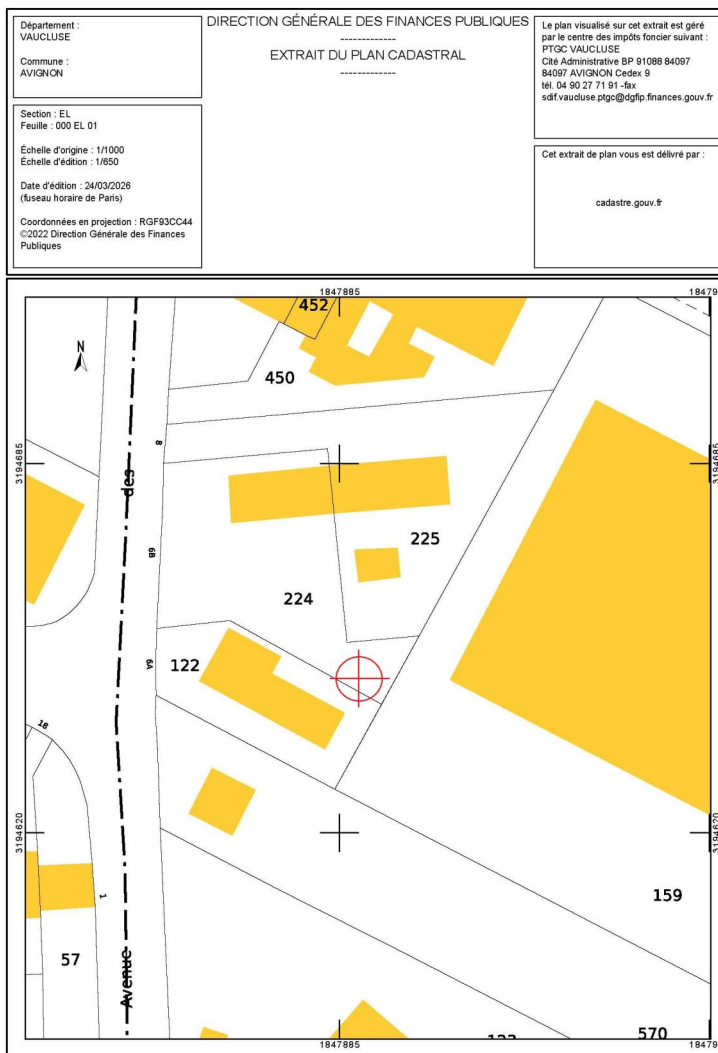 Département :
VAUCLUSE
Commune :
AVIGNON
Section : EL
Feuille : 000 EL 01
Échelle d'origine : 1/1000
Échelle d'édition : 1/650
Date d'édition : 24/03/2026
(fuseau horaire de Paris)
Coordonnées en projection : RGF93CC44
©2022 Direction Générale des Finances
Publiques
DIRECTION GÉNÉRALE DES FINANCES PUBLIQUES
-------------
EXTRAIT DU PLAN CADASTRAL
-------------
Le plan visualisé sur cet extrait est géré
par le centre des impôts foncier suivant :
PTGC VAUCLUSE
Cité Administrative BP 91088 84097
84097 AVIGNON Cedex 9
tél. 04 90 27 71 91 -fax
sdif.vaucluse.ptgc@dgfip.finances.gouv.fr
Cet extrait de plan vous est délivré par :
cadastre.gouv.fr
1847885
18479
452
N
450
8
3194685
3194685
des
225
6B
224
122
6A
18
3194620
3194620
159
1
57
Avenue
570
1847885
18479